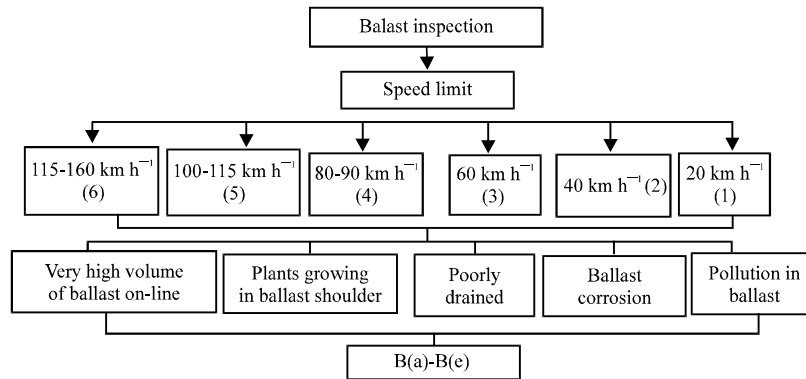 Balast inspection
Speed limit
115-160 km h⁻¹
(6)
100-115 km h⁻¹
(5)
80-90 km h⁻¹
(4)
60 km h⁻¹
(3)
40 km h⁻¹ (2)
20 km h⁻¹
(1)
Very high volume
of ballast on-line
Plants growing
in ballast shoulder
Poorly
drained
Ballast
corrosion
Pollution in
ballast
B(a)-B(e)